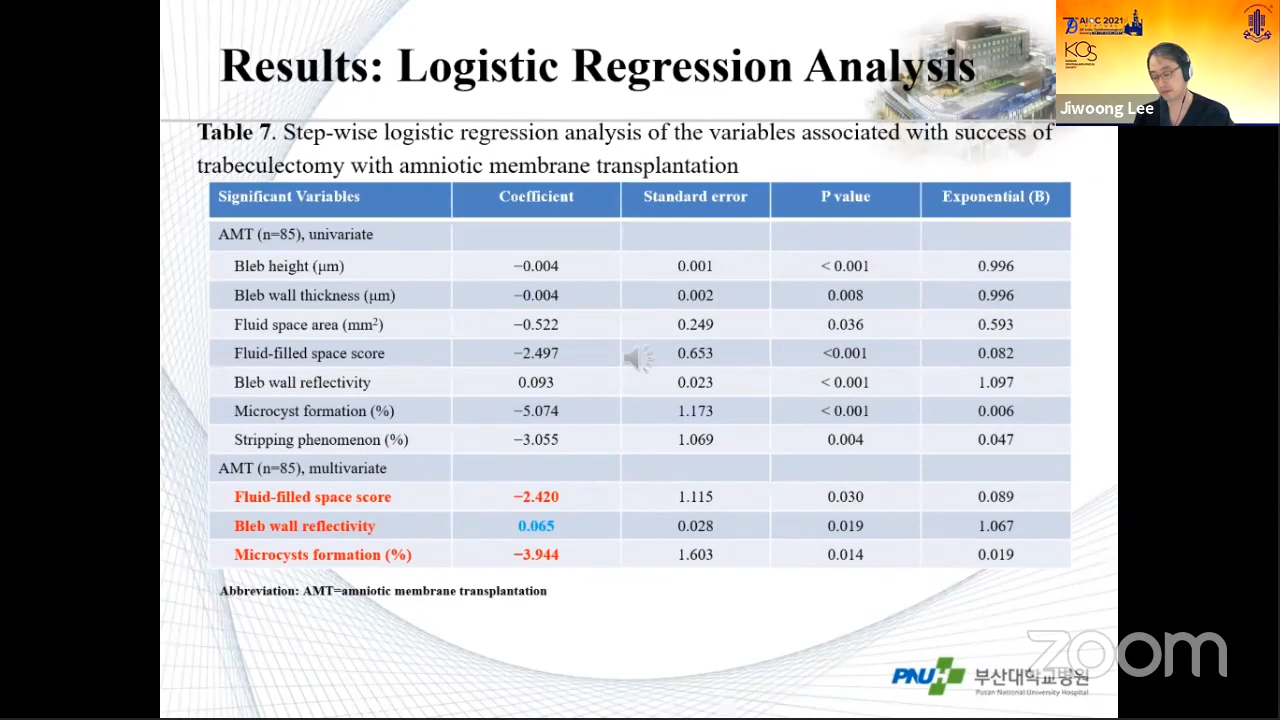 Results: Logistic Regression Analysis
Table 7. Step-wise logistic regression analysis of the variables associated with success of
trabeculectomy with amniotic membrane transplantation
Significant Variables Coefficient Standard error P value Exponential (B)
AMT (n=85), univariate
Bleb height (μm) −0.004 0.001 < 0.001 0.996
Bleb wall thickness (μm) −0.004 0.002 0.008 0.996
Fluid space area (mm²) −0.522 0.249 0.036 0.593
Fluid-filled space score −2.497 0.653 <0.001 0.082
Bleb wall reflectivity 0.093 0.023 < 0.001 1.097
Microcyst formation (%) −5.074 1.173 < 0.001 0.006
Stripping phenomenon (%) −3.055 1.069 0.004 0.047
AMT (n=85), multivariate
Fluid-filled space score −2.420 1.115 0.030 0.089
Bleb wall reflectivity 0.065 0.028 0.019 1.067
Microcysts formation (%) −3.944 1.603 0.014 0.019
Abbreviation: AMT=amniotic membrane transplantation
AIOC 2021
KOS
Jiwoong Lee
zoom
PNUH 부산대학교병원
Pusan National University Hospital